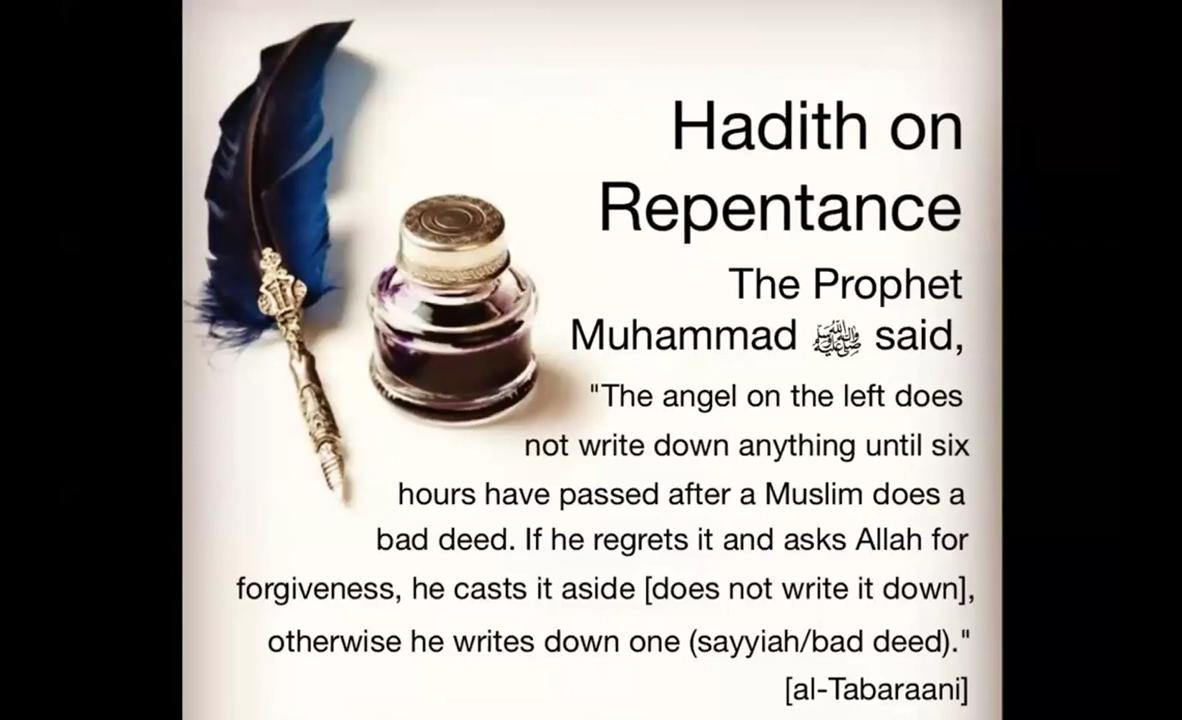 Hadith on
Repentance
The Prophet
Muhammad ﷺ said,
"The angel on the left does
not write down anything until six
hours have passed after a Muslim does a
bad deed. If he regrets it and asks Allah for
forgiveness, he casts it aside [does not write it down],
otherwise he writes down one (sayyiah/bad deed)."
[al-Tabaraani]